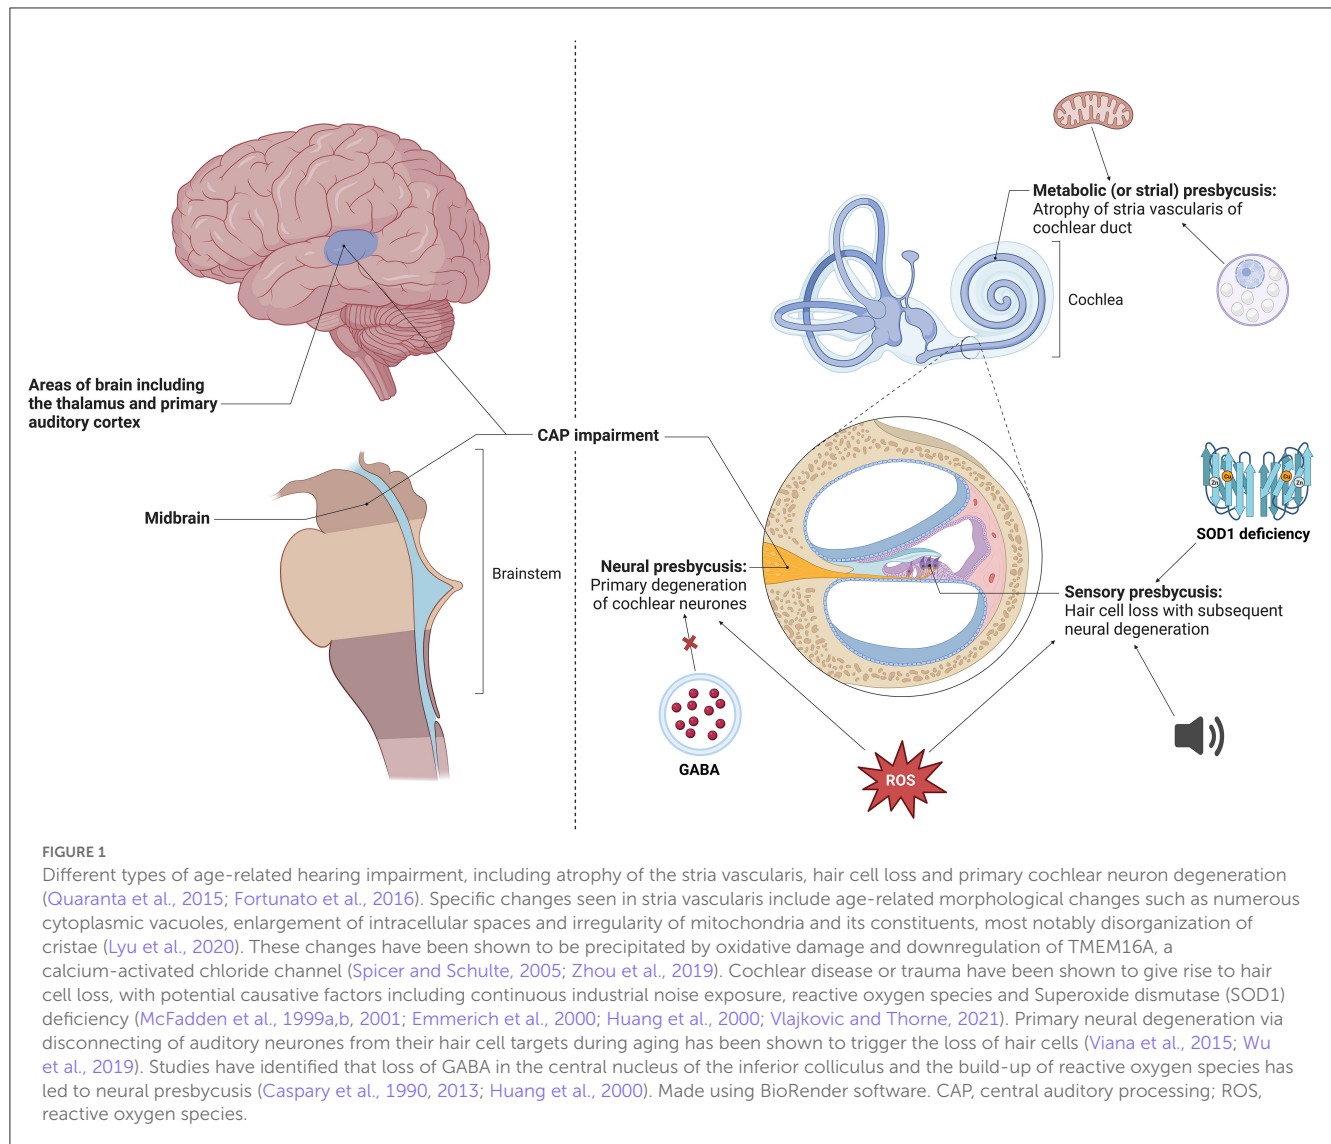 Metabolic (or strial) presbycusis:
Atrophy of stria vascularis of
cochlear duct
Cochlea
Areas of brain including
the thalamus and primary
auditory cortex
CAP impairment
Midbrain
Brainstem
Zn
Cu
Cu
Zn
SOD1 deficiency
Neural presbycusis:
Primary degeneration
of cochlear neurones
Sensory presbycusis:
Hair cell loss with subsequent
neural degeneration
GABA
ROS
FIGURE 1
Different types of age-related hearing impairment, including atrophy of the stria vascularis, hair cell loss and primary cochlear neuron degeneration
(Quaranta et al., 2015; Fortunato et al., 2016). Specific changes seen in stria vascularis include age-related morphological changes such as numerous
cytoplasmic vacuoles, enlargement of intracellular spaces and irregularity of mitochondria and its constituents, most notably disorganization of
cristae (Lyu et al., 2020). These changes have been shown to be precipitated by oxidative damage and downregulation of TMEM16A, a
calcium-activated chloride channel (Spicer and Schulte, 2005; Zhou et al., 2019). Cochlear disease or trauma have been shown to give rise to hair
cell loss, with potential causative factors including continuous industrial noise exposure, reactive oxygen species and Superoxide dismutase (SOD1)
deficiency (McFadden et al., 1999a,b, 2001; Emmerich et al., 2000; Huang et al., 2000; Vlajkovic and Thorne, 2021). Primary neural degeneration via
disconnecting of auditory neurones from their hair cell targets during aging has been shown to trigger the loss of hair cells (Viana et al., 2015; Wu
et al., 2019). Studies have identified that loss of GABA in the central nucleus of the inferior colliculus and the build-up of reactive oxygen species has
led to neural presbycusis (Caspary et al., 1990, 2013; Huang et al., 2000). Made using BioRender software. CAP, central auditory processing; ROS,
reactive oxygen species.